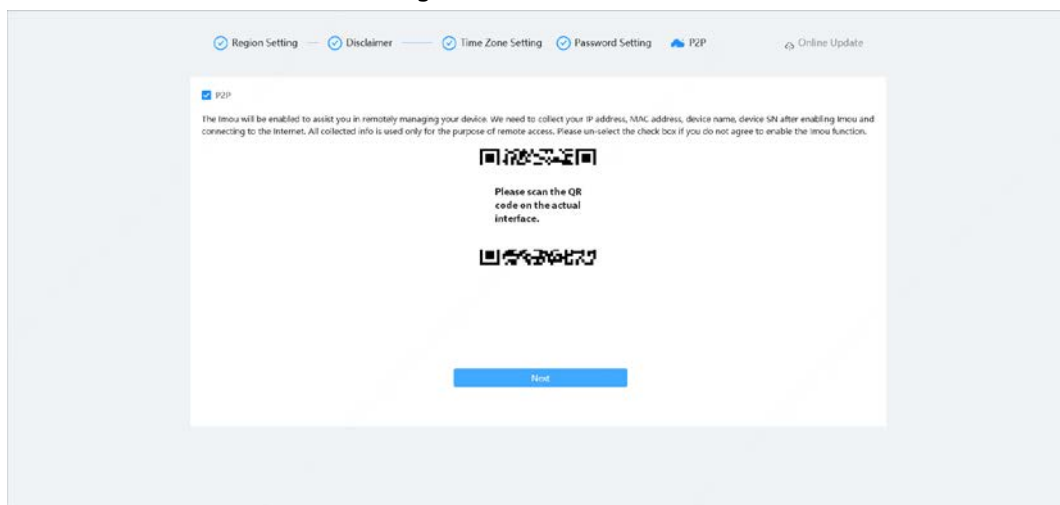 Region Setting
Disclaimer
Time Zone Setting
Password Setting
P2P
Online Update
P2P
The Imou will be enabled to assist you in remotely managing your device. We need to collect your IP address, MAC address, device name, device SN after enabling Imou and
connecting to the Internet. All collected info is used only for the purpose of remote access. Please un-select the check box if you do not agree to enable the Imou function.
Please scan the QR
code on the actual
interface.
Next